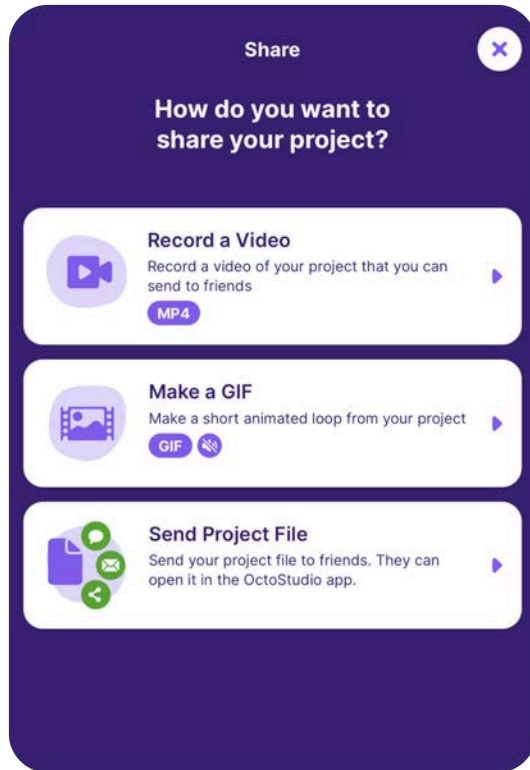 Share
How do you want to
share your project?
Record a Video
Record a video of your project that you can
send to friends
MP4
Make a GIF
Make a short animated loop from your project
GIF
Send Project File
Send your project file to friends. They can
open it in the OctoStudio app.